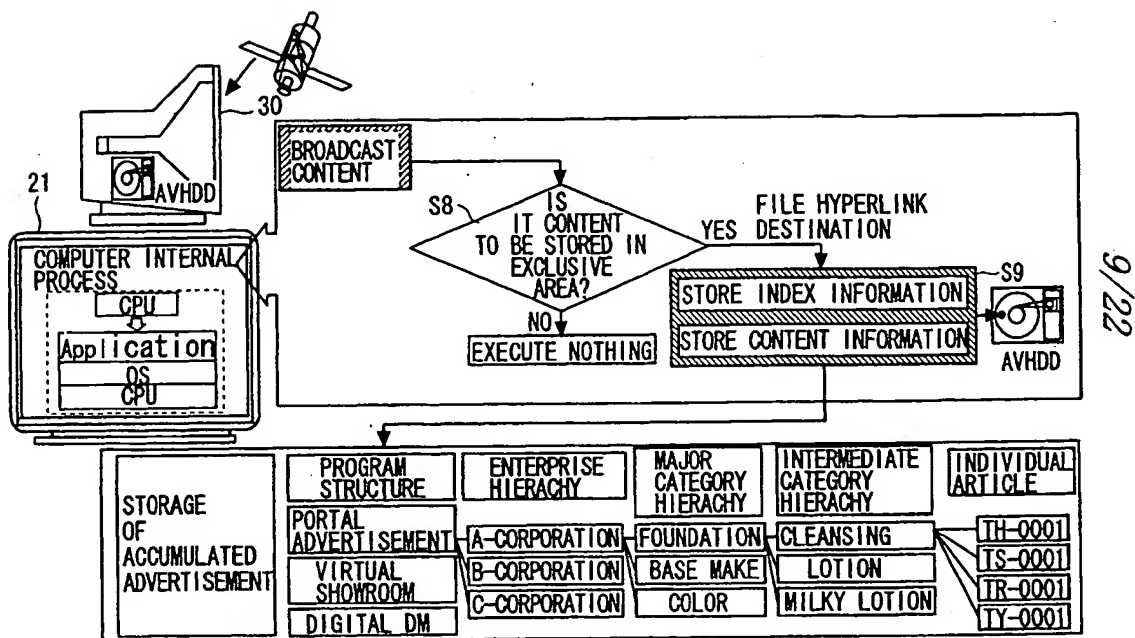 30
AVHDD
21
COMPUTER INTERNAL
PROCESS
CPU
Application
OS
CPU
BROADCAST
CONTENT
S8
IS
IT CONTENT
TO BE STORED IN
EXCLUSIVE
AREA?
YES
NO
EXECUTE NOTHING
FILE HYPERLINK
DESTINATION
S9
STORE INDEX INFORMATION
STORE CONTENT INFORMATION
AVHDD
9/22
STORAGE
OF
ACCUMULATED
ADVERTISEMENT
PROGRAM
STRUCTURE
PORTAL
ADVERTISEMENT
VIRTUAL
SHOWROOM
DIGITAL DM
ENTERPRISE
HIERACHY
A-CORPORATION
B-CORPORATION
C-CORPORATION
MAJOR
CATEGORY
HIERACHY
FOUNDATION
BASE MAKE
COLOR
INTERMEDIATE
CATEGORY
HIERACHY
CLEANSING
LOTION
MILKY LOTION
INDIVIDUAL
ARTICLE
TH-0001
TS-0001
TR-0001
TY-0001